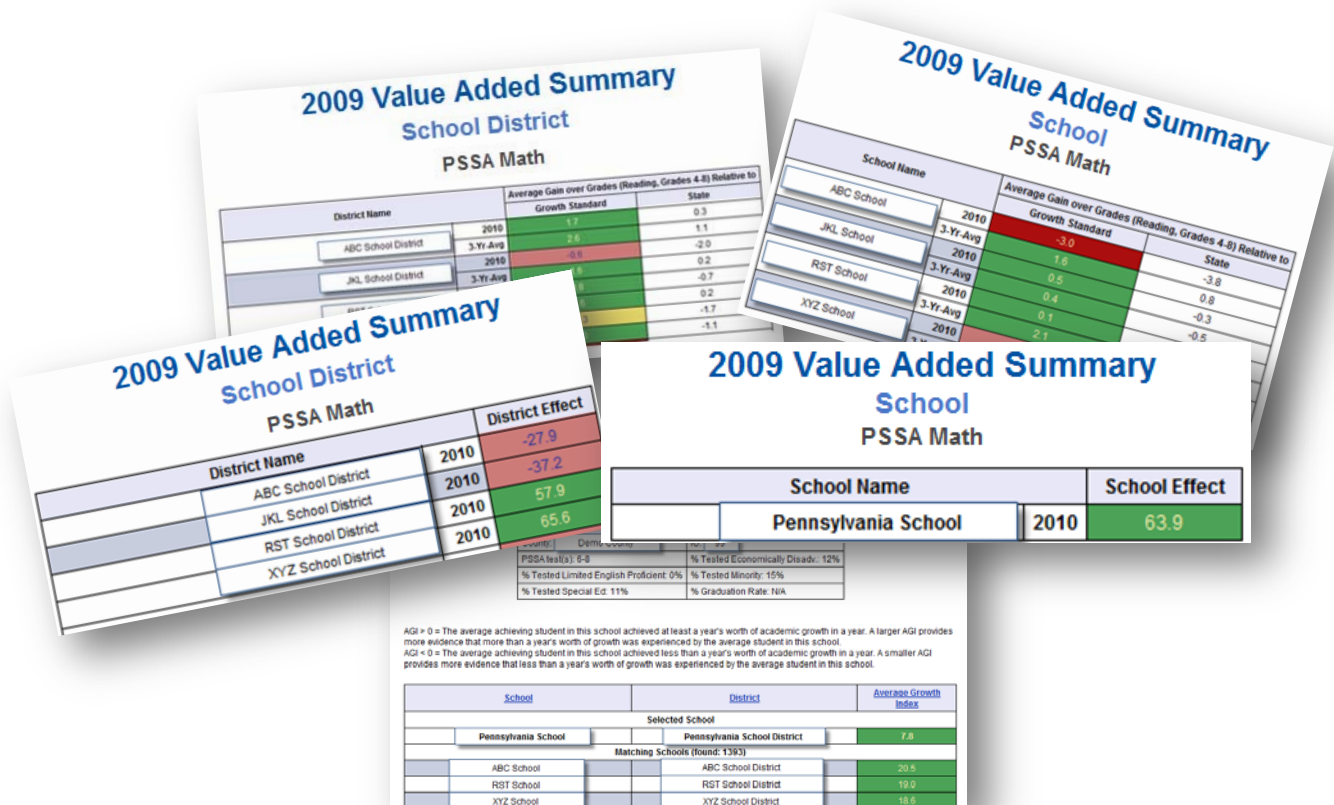 2009 Value Added Summary
School District
PSSA Math
Average Gain over Grades (Reading, Grades 4-8) Relative to
District Name Growth Standard State
ABC School District 2010 1.7 0.3
3-Yr-Avg 2.6 1.1
JKL School District 2010 -0.6 -2.0
3-Yr-Avg 0.2
-0.7
0.2
-1.7
-1.1
2009 Value Added Summary
School
PSSA Math
School Name Average Gain over Grades (Reading, Grades 4-8) Relative to
Growth Standard State
ABC School 2010 -3.0 -3.8
3-Yr-Avg 1.6 0.8
JKL School 2010 0.5 -0.3
3-Yr-Avg 0.4 -0.5
RST School 2010 0.1
3-Yr-Avg 2.1
XYZ School 2010
2009 Value Added Summary
School District
PSSA Math
District Name District Effect
ABC School District 2010 -27.9
JKL School District 2010 -37.2
RST School District 2010 57.9
XYZ School District 2010 65.6
2009 Value Added Summary
School
PSSA Math
School Name School Effect
Pennsylvania School 2010 63.9
PSSA test(s): 6-8 % Tested Economically Disadv.: 12%
% Tested Limited English Proficient: 0% % Tested Minority: 15%
% Tested Special Ed: 11% % Graduation Rate: N/A
AGI > 0 = The average achieving student in this school achieved at least a year's worth of academic growth in a year. A larger AGI provides
more evidence that more than a year's worth of growth was experienced by the average student in this school.
AGI < 0 = The average achieving student in this school achieved less than a year's worth of academic growth in a year. A smaller AGI
provides more evidence that less than a year's worth of growth was experienced by the average student in this school.
School District Average Growth
Index
Selected School
Pennsylvania School Pennsylvania School District 7.8
Matching Schools (found: 1393)
ABC School ABC School District 20.5
RST School RST School District 19.0
XYZ School XYZ School District 18.6